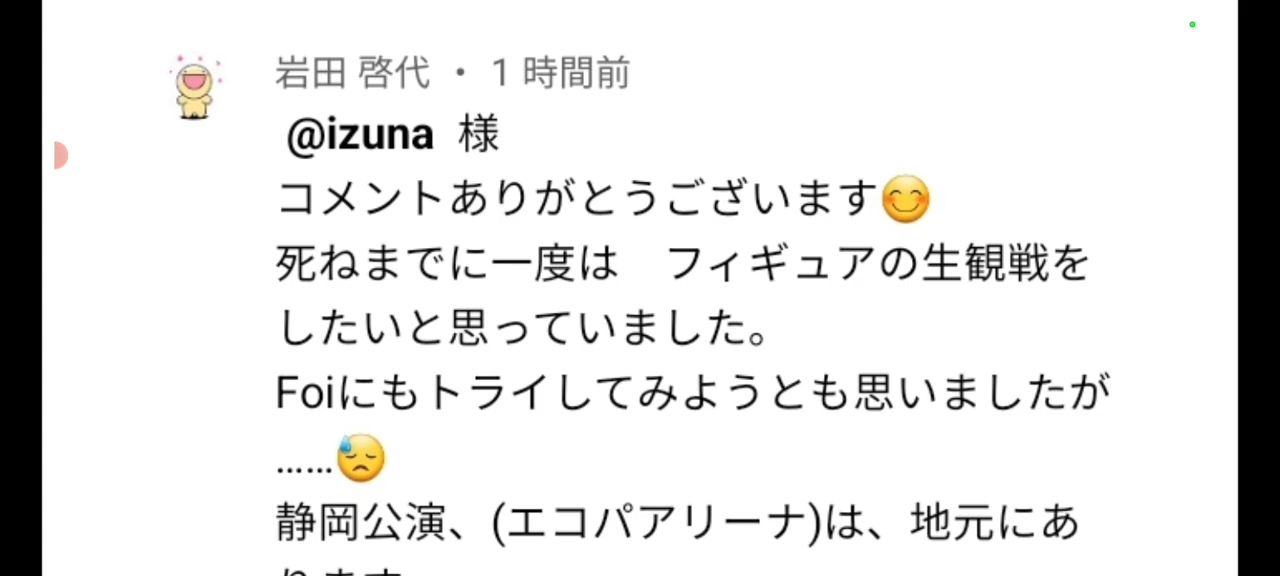 岩田 啓代 ・ 1 時間前
@izuna 様
コメントありがとうございます😊
死ねまでに一度は　フィギュアの生観戦を
したいと思っていました。
Foiにもトライしてみようとも思いましたが
……😓
静岡公演、(エコパアリーナ)は、地元にあ
ります